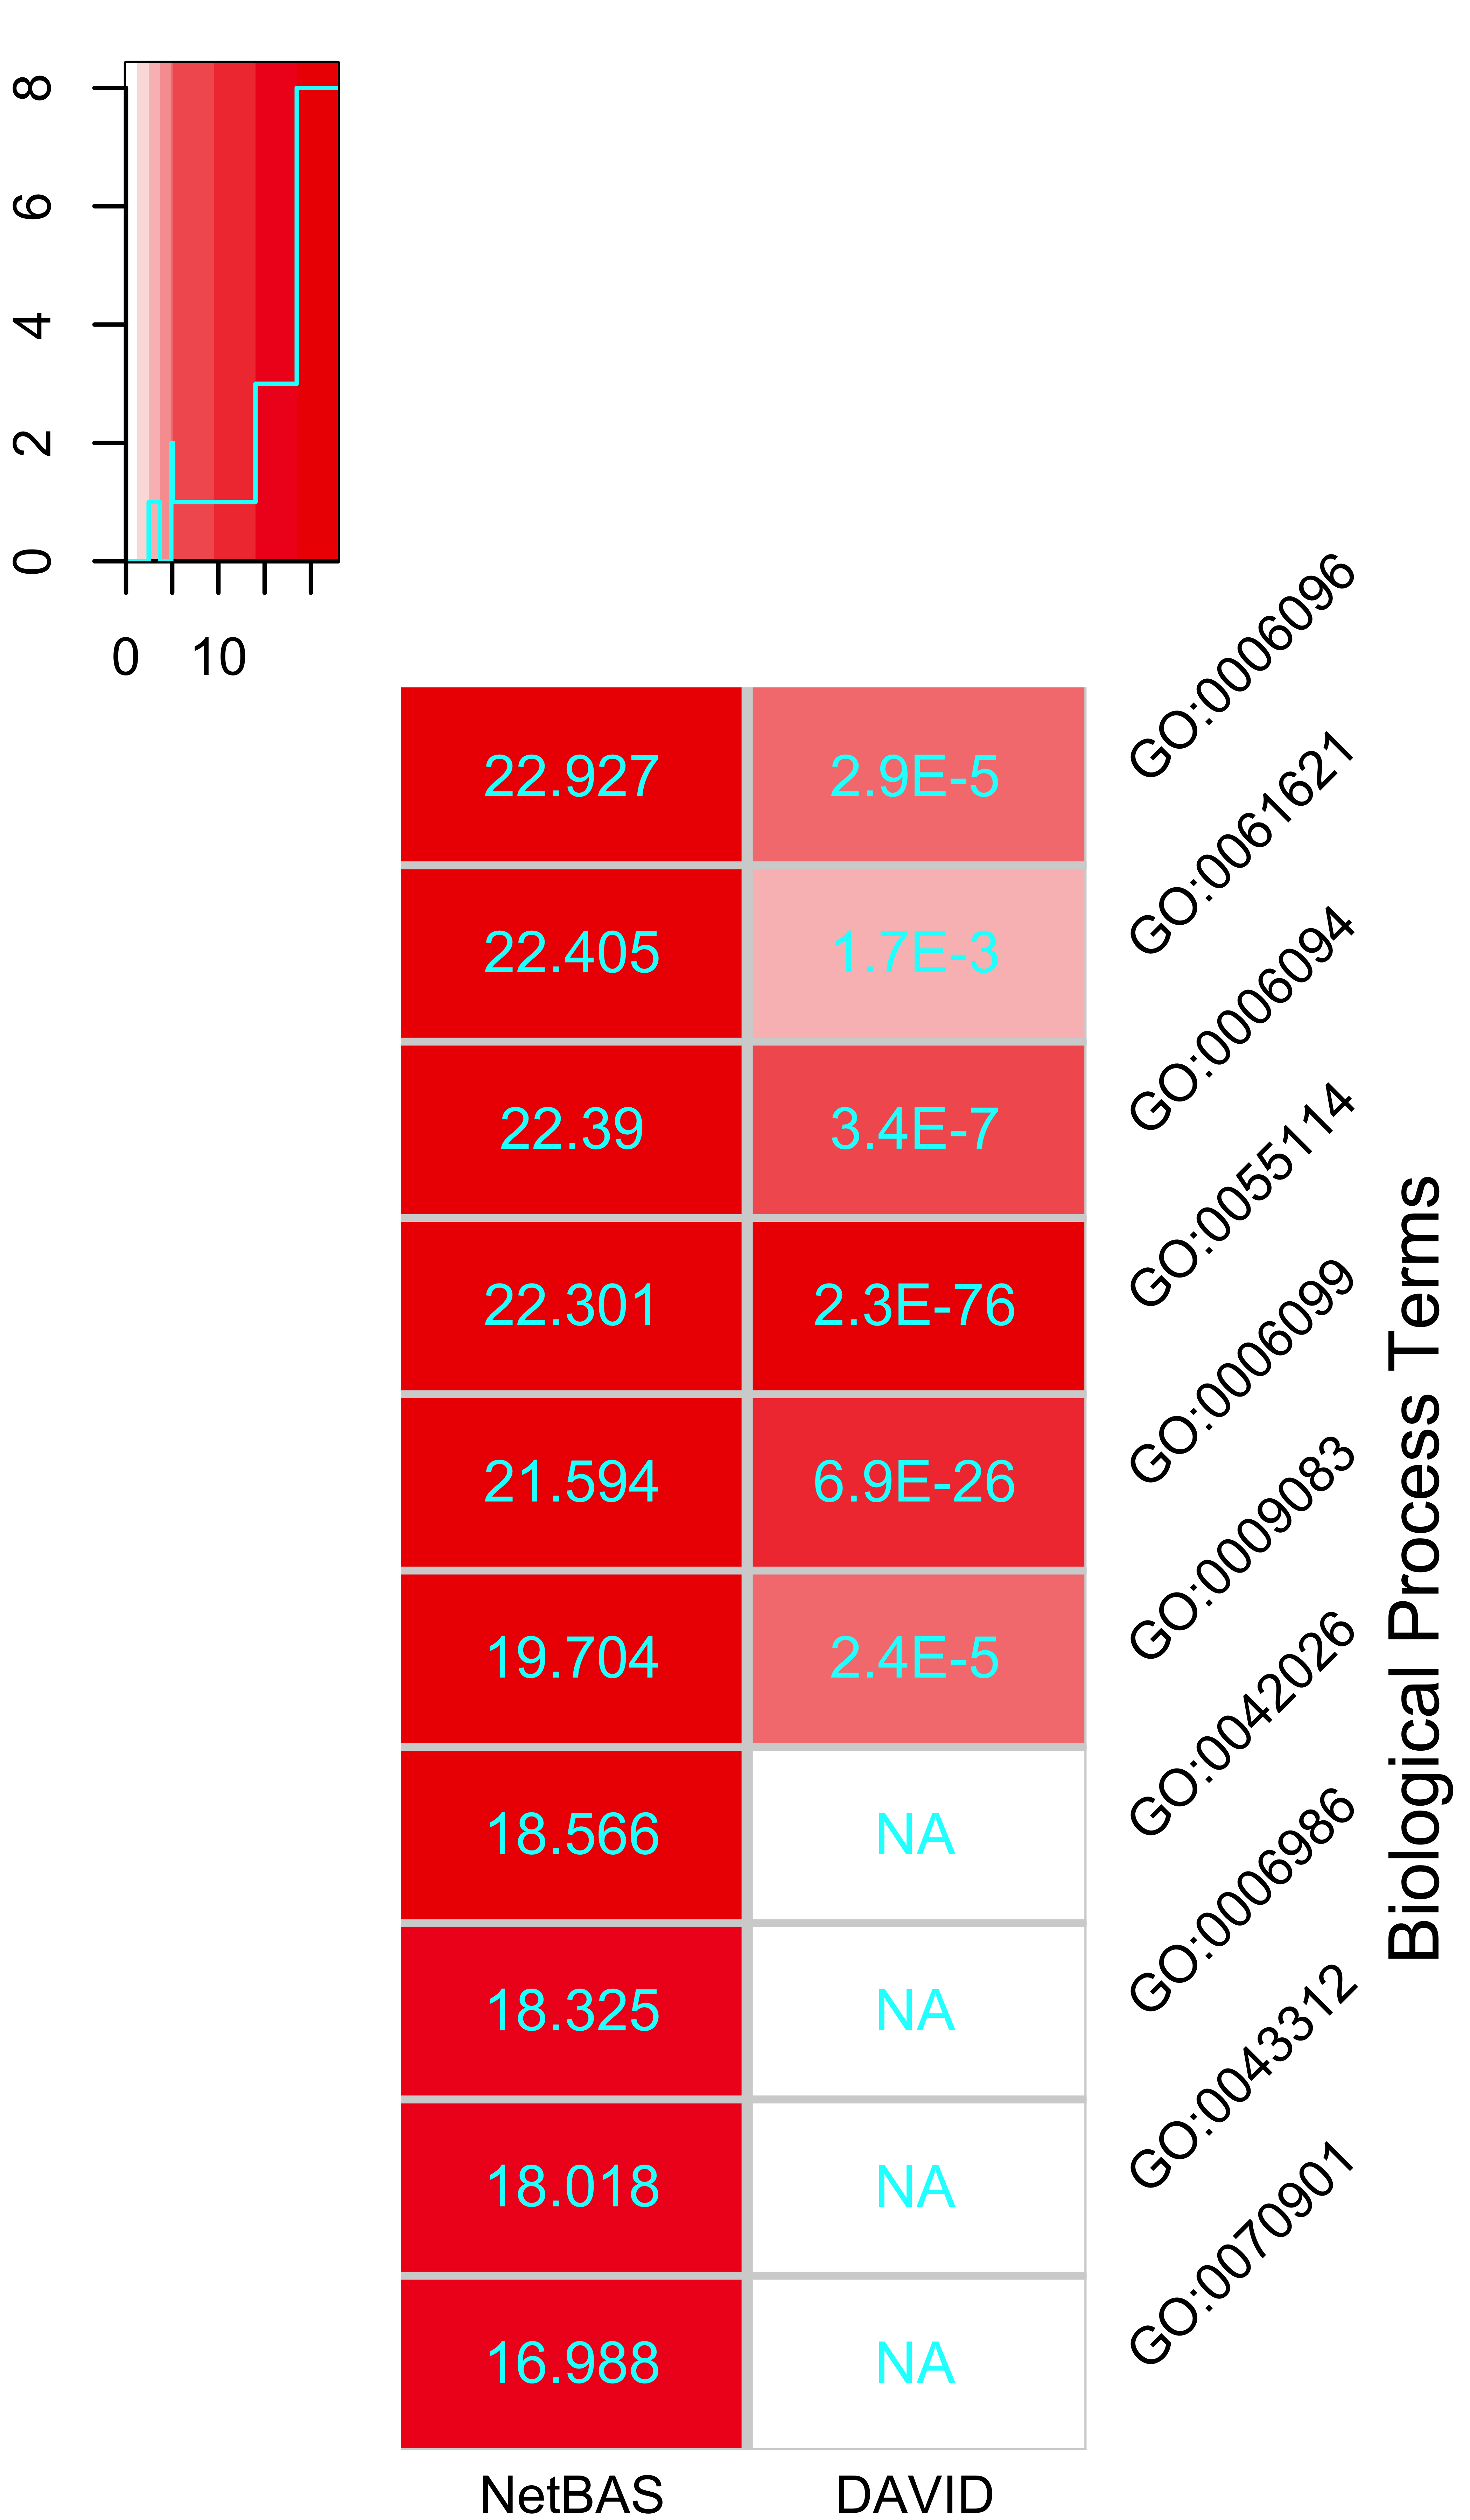 8
6
4
2
0
0 10
22.927 2.9E-5 GO:0006096
22.405 1.7E-3 GO:0061621
22.39 3.4E-7 GO:0006094
22.301 2.3E-76 GO:0055114
21.594 6.9E-26 GO:0006099
19.704 2.4E-5 GO:0009083
18.566 NA GO:0042026
18.325 NA GO:0006986
18.018 NA GO:0043312
16.988 NA GO:0070901
Biological Process Terms
NetBAS DAVID